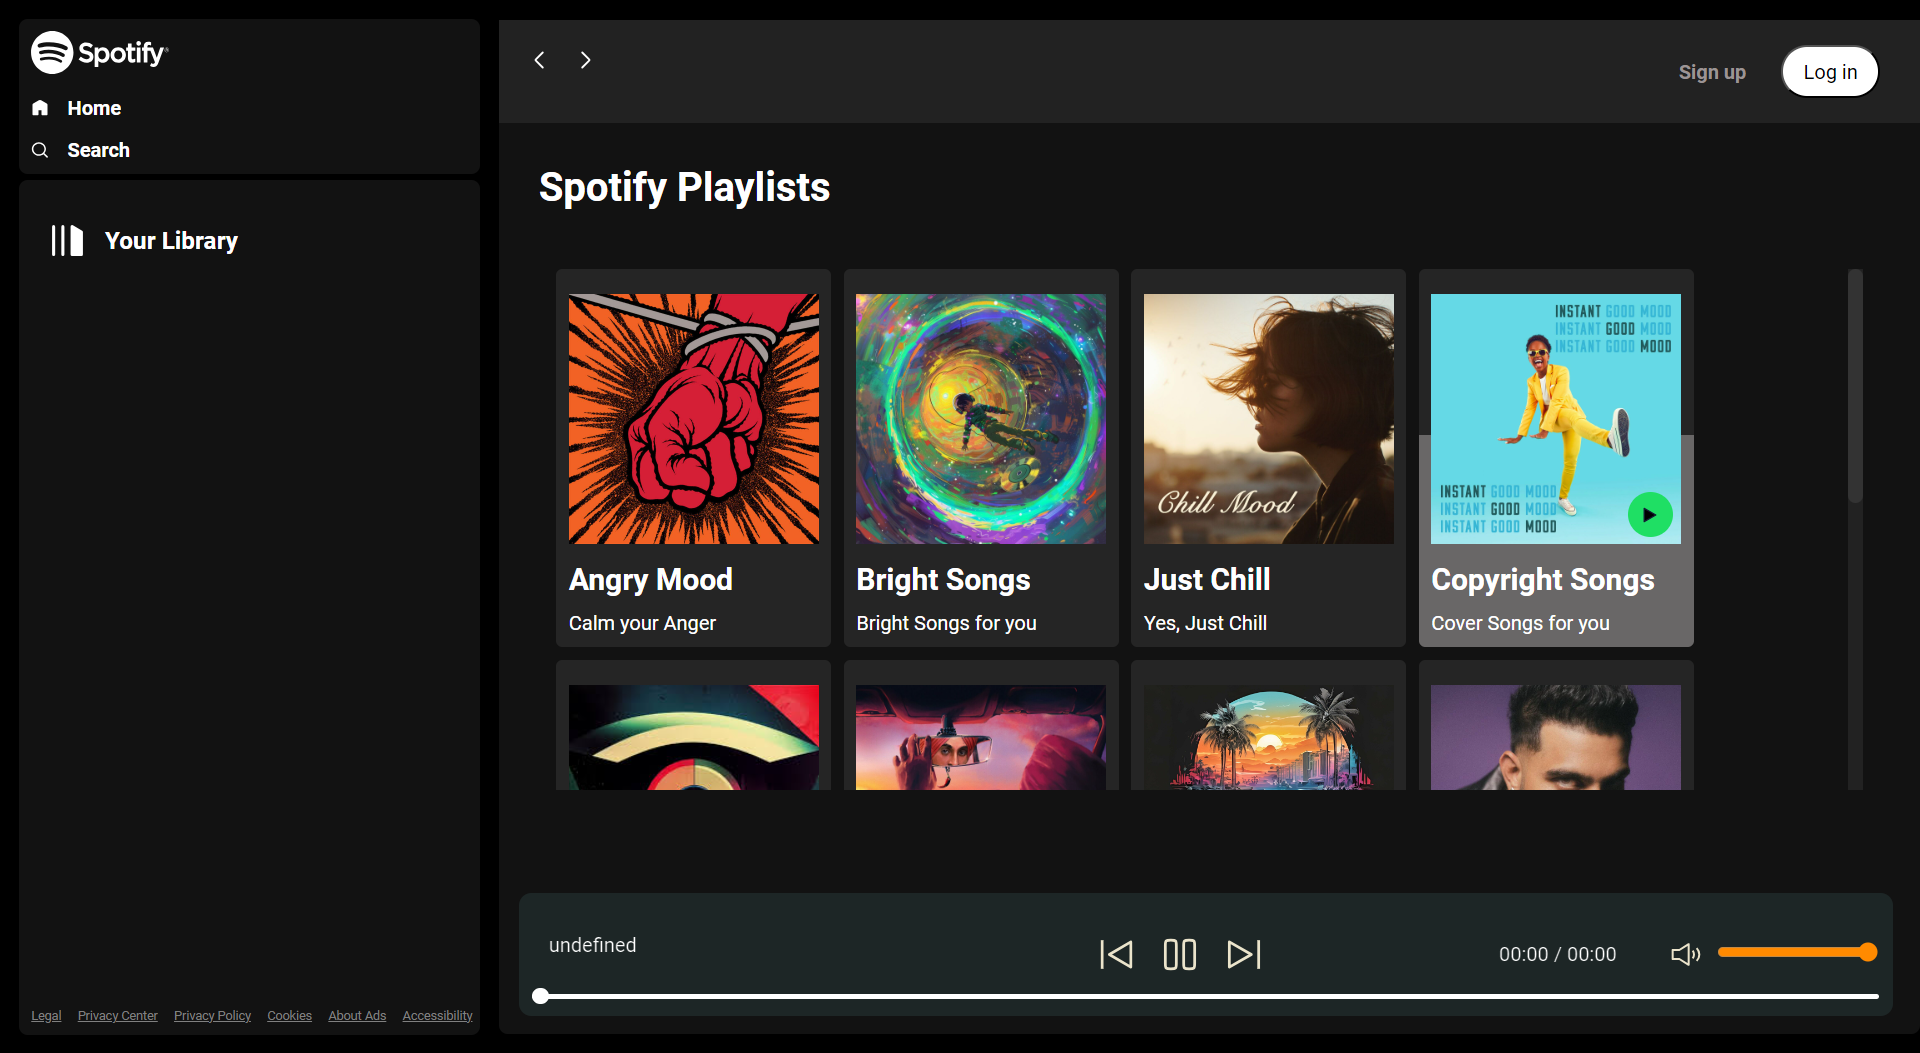 Spotify
Home
Search
Your Library
Legal Privacy Center Privacy Policy Cookies About Ads Accessibility
Sign up
Log in
Spotify Playlists
Angry Mood
Calm your Anger
Bright Songs
Bright Songs for you
Chill Mood
Just Chill
Yes, Just Chill
INSTANT GOOD MOOD
INSTANT GOOD MOOD
INSTANT GOOD MOOD
INSTANT GOOD MOOD
INSTANT GOOD MOOD
INSTANT GOOD MOOD
Copyright Songs
Cover Songs for you
undefined
00:00 / 00:00